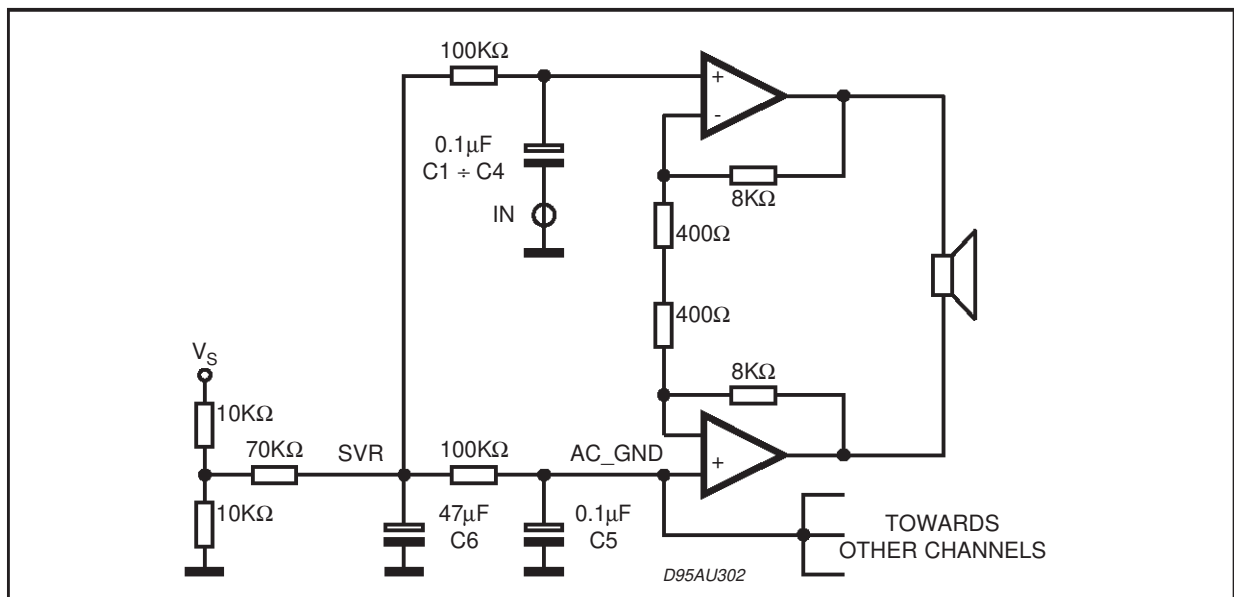 100KΩ
+
-
0.1µF
C1 ÷ C4
8KΩ
IN
400Ω
400Ω
VS
8KΩ
10KΩ
70KΩ
SVR
100KΩ
AC_GND
+
10KΩ
47µF
C6
0.1µF
C5
TOWARDS
OTHER CHANNELS
D95AU302